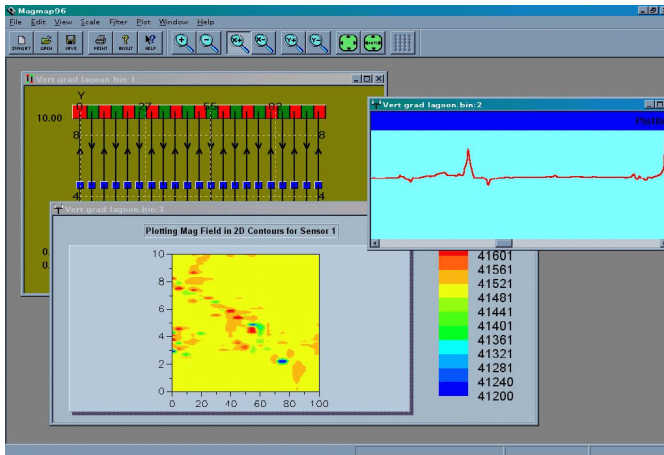 Magmap96
File Edit View Scale Filter Plot Window Help
IMPORT OPEN SAVE PRINT ABOUT HELP
X+ X- Y+ Y-
Vert grad lagoon.bin:1
Y
0 27 55 82
10.00
8 8
4
0.
0.
Vert grad lagoon.bin:2
Vert grad lagoon.bin:3
Plotting Mag Field in 2D Contours for Sensor 1
10
8
6
4
2
0
0 20 40 60 80 100
41601
41561
41521
41481
41441
41401
41361
41321
41281
41240
41200